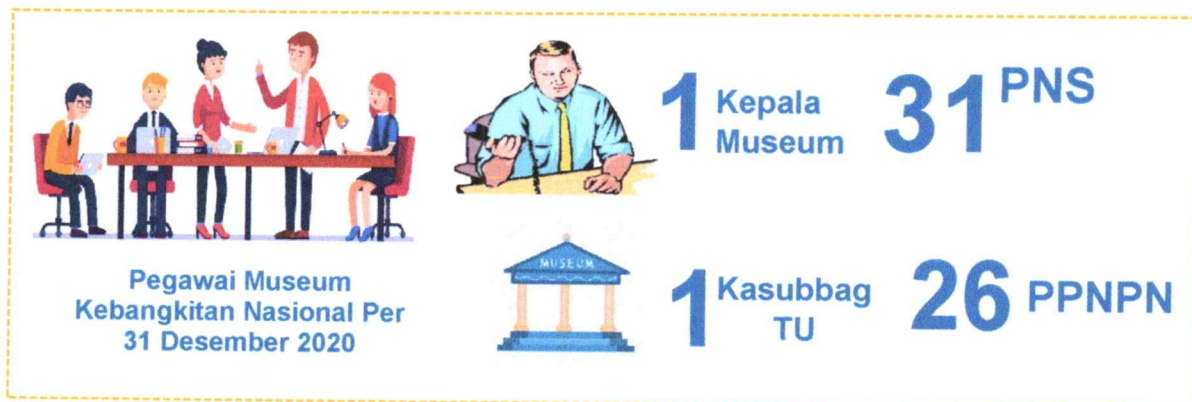 1 Kepala
Museum
31 PNS
MUSEUM
Pegawai Museum
Kebangkitan Nasional Per
31 Desember 2020
1 Kasubbag
TU
26 PPNPN